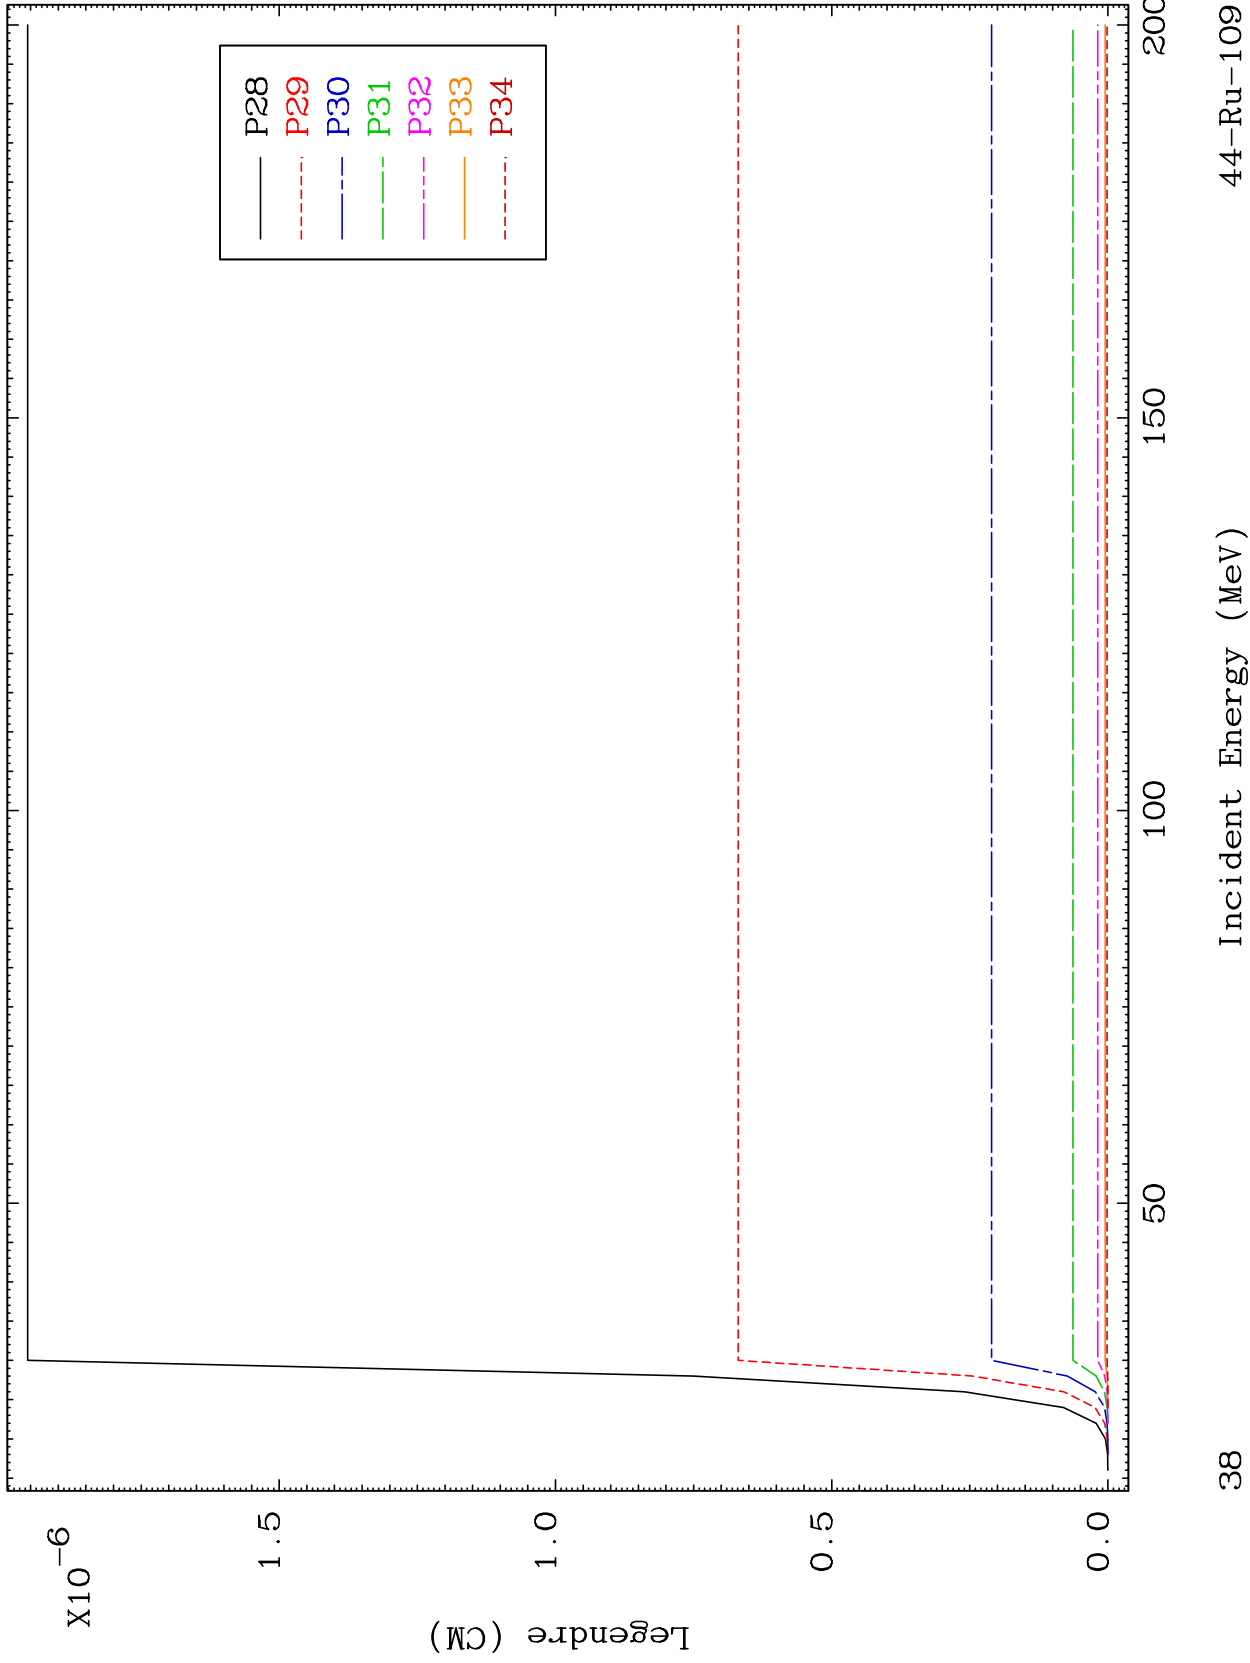 X10-6
1.5
1.0
0.5
0.0
Legendre (CM)
P28
P29
P30
P31
P32
P33
P34
50
100
150
200
Incident Energy (MeV)
38
44-Ru-109